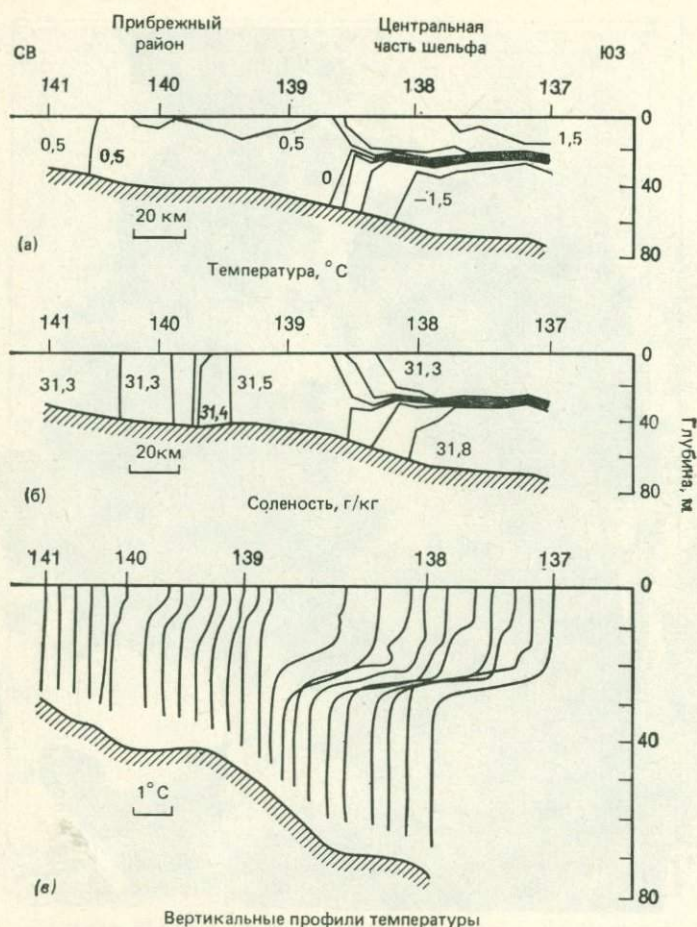 Прибрежный район
Центральная часть шельфа
СВ
ЮЗ
141 140 139 138 137
0,5 0,5 0,5 0 −1,5 1,5
0
40
80
20 км
(а)
Температура, °С
141 140 139 138 137
31,3 31,3 31,4 31,5 31,3 31,8
0
40
80
20км
(б)
Соленость, г/кг
Глубина, м
141 140 139 138 137
0
40
80
1°С
(в)
Вертикальные профили температуры